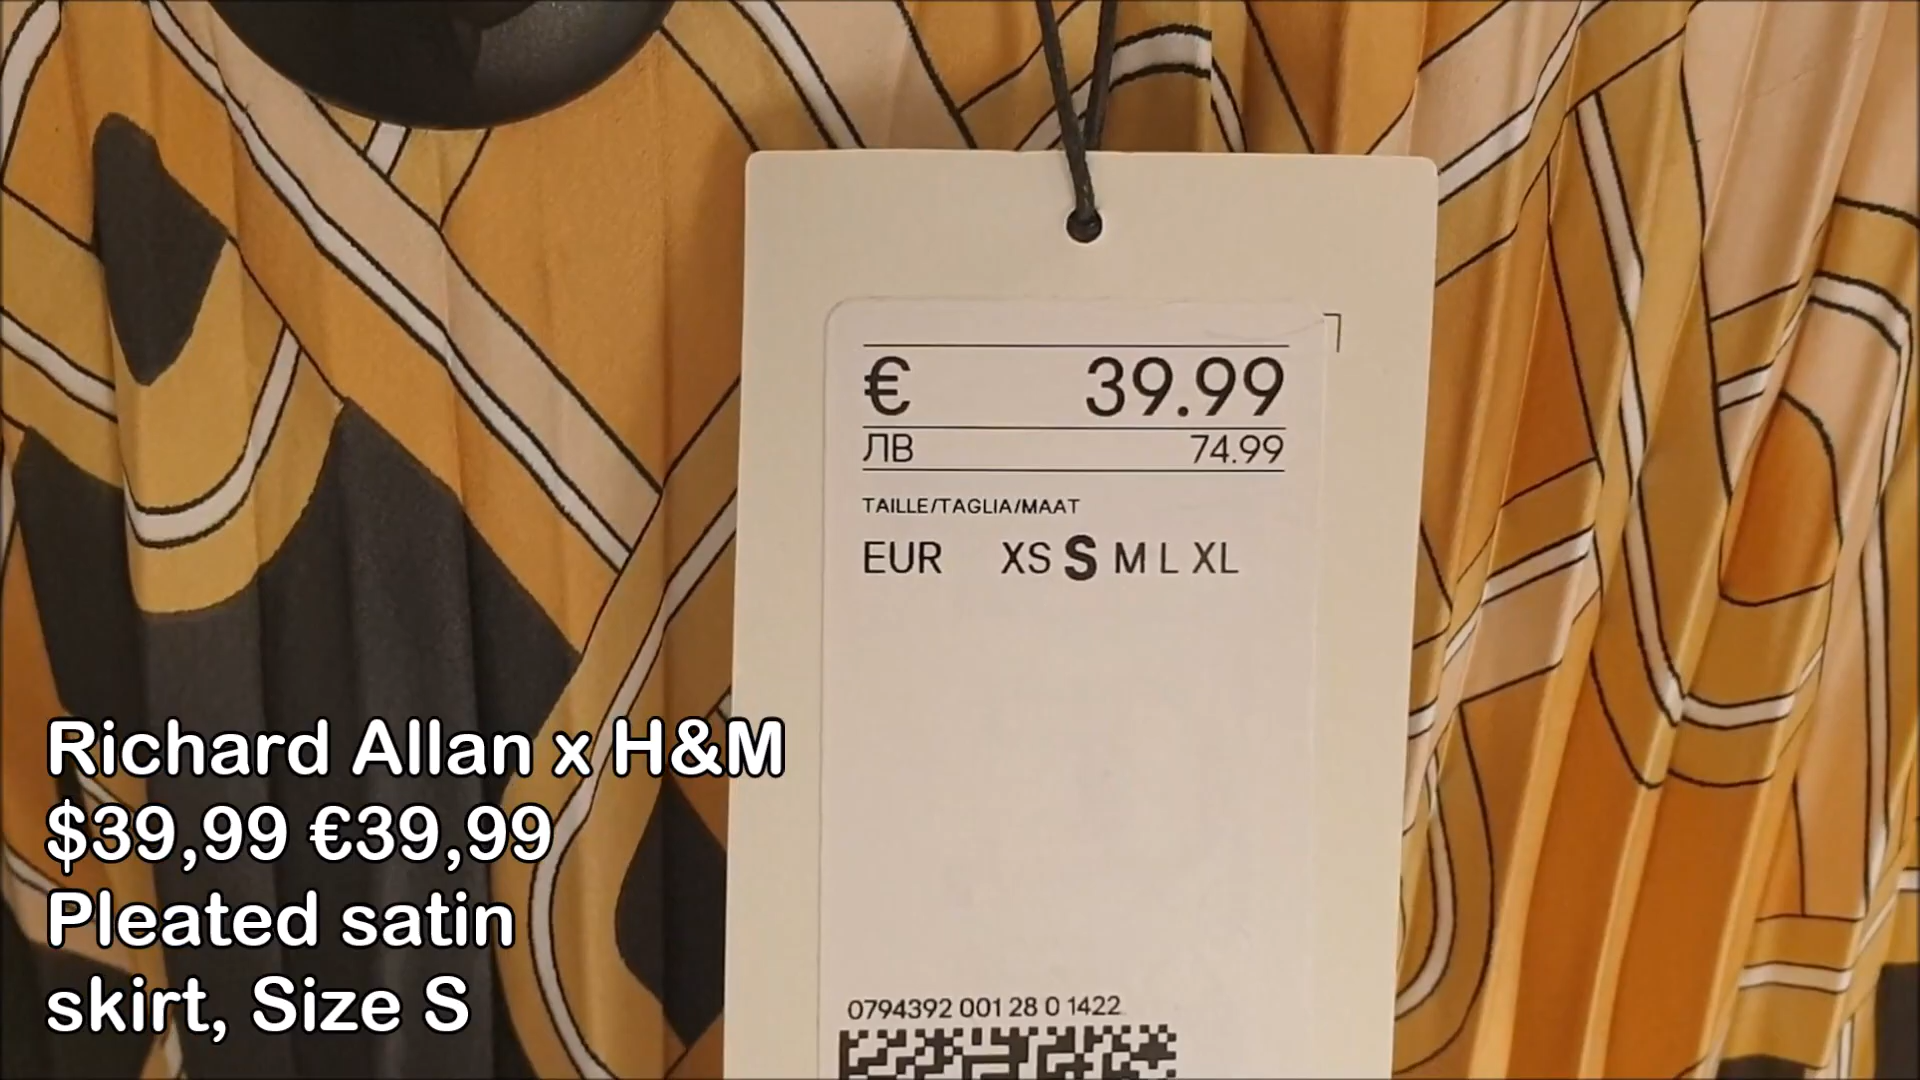 € 39.99
ЛВ 74.99
TAILLE/TAGLIA/MAAT
EUR XS S M L XL
0794392 001 28 0 1422
Richard Allan x H&M
$39,99 €39,99
Pleated satin
skirt, Size S